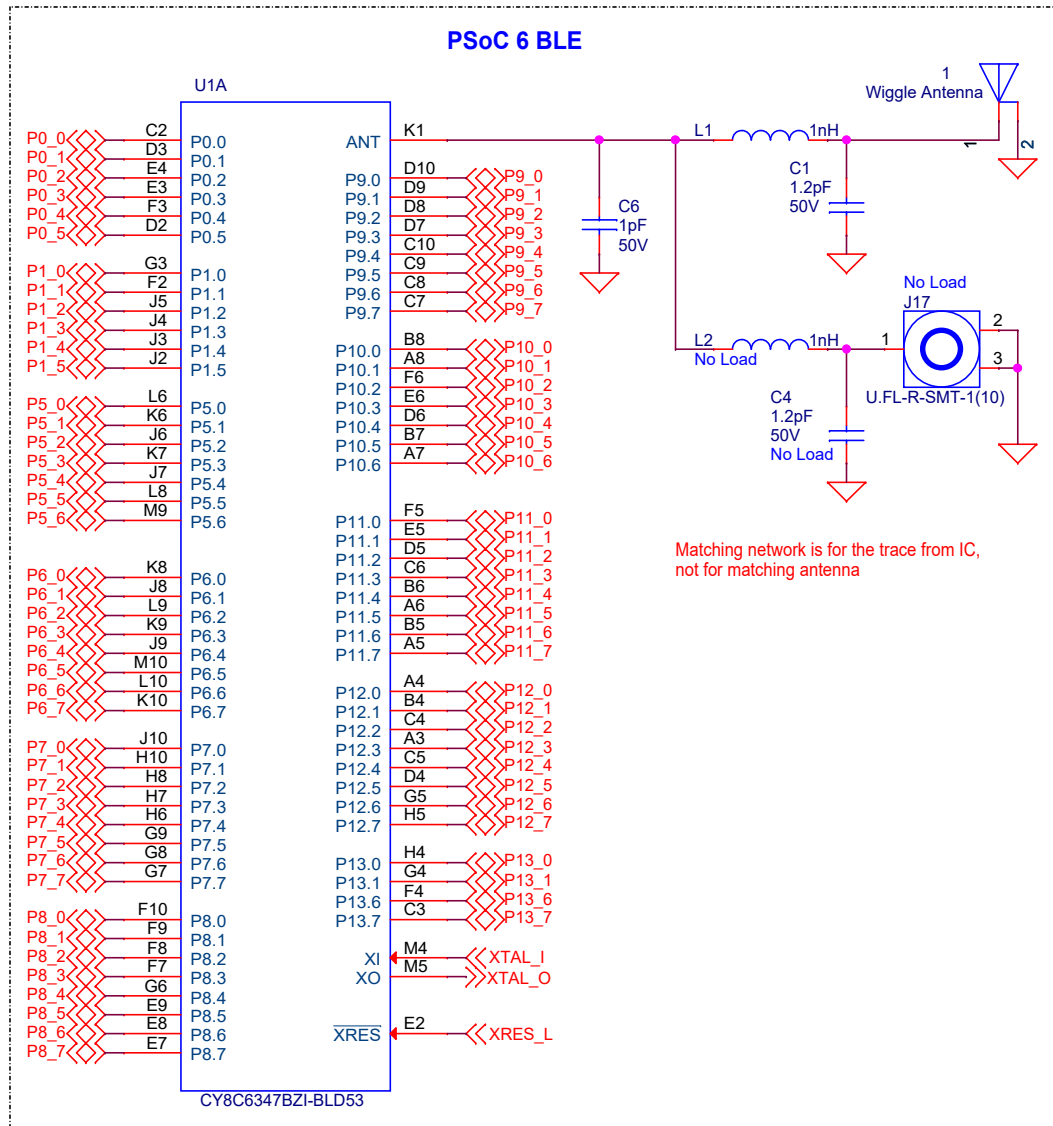 PSoC 6 BLE
U1A
P0_0 C2 P0.0
P0_1 D3 P0.1
P0_2 E4 P0.2
P0_3 E3 P0.3
P0_4 F3 P0.4
P0_5 D2 P0.5
P1_0 G3 P1.0
P1_1 F2 P1.1
P1_2 J5 P1.2
P1_3 J4 P1.3
P1_4 J3 P1.4
P1_5 J2 P1.5
P5_0 L6 P5.0
P5_1 K6 P5.1
P5_2 J6 P5.2
P5_3 K7 P5.3
P5_4 J7 P5.4
P5_5 L8 P5.5
P5_6 M9 P5.6
P6_0 K8 P6.0
P6_1 J8 P6.1
P6_2 L9 P6.2
P6_3 K9 P6.3
P6_4 J9 P6.4
P6_5 M10 P6.5
P6_6 L10 P6.6
P6_7 K10 P6.7
P7_0 J10 P7.0
P7_1 H10 P7.1
P7_2 H8 P7.2
P7_3 H7 P7.3
P7_4 H6 P7.4
P7_5 G9 P7.5
P7_6 G8 P7.6
P7_7 G7 P7.7
P8_0 F10 P8.0
P8_1 F9 P8.1
P8_2 F8 P8.2
P8_3 F7 P8.3
P8_4 G6 P8.4
P8_5 E9 P8.5
P8_6 E8 P8.6
P8_7 E7 P8.7
ANT K1
P9.0 D10 P9_0
P9.1 D9 P9_1
P9.2 D8 P9_2
P9.3 D7 P9_3
P9.4 C10 P9_4
P9.5 C9 P9_5
P9.6 C8 P9_6
P9.7 C7 P9_7
P10.0 B8 P10_0
P10.1 A8 P10_1
P10.2 F6 P10_2
P10.3 E6 P10_3
P10.4 D6 P10_4
P10.5 B7 P10_5
P10.6 A7 P10_6
P11.0 F5 P11_0
P11.1 E5 P11_1
P11.2 D5 P11_2
P11.3 C6 P11_3
P11.4 B6 P11_4
P11.5 A6 P11_5
P11.6 B5 P11_6
P11.7 A5 P11_7
P12.0 A4 P12_0
P12.1 B4 P12_1
P12.2 C4 P12_2
P12.3 A3 P12_3
P12.4 C5 P12_4
P12.5 D4 P12_5
P12.6 G5 P12_6
P12.7 H5 P12_7
P13.0 H4 P13_0
P13.1 G4 P13_1
P13.6 F4 P13_6
P13.7 C3 P13_7
XI M4 XTAL_I
XO M5 XTAL_O
XRES E2 XRES_L
CY8C6347BZI-BLD53
1
Wiggle Antenna
1
2
L1 1nH
C1
1.2pF
50V
C6
1pF
50V
L2 1nH
No Load
No Load
J17
1
2
3
U.FL-R-SMT-1(10)
C4
1.2pF
50V
No Load
Matching network is for the trace from IC,
not for matching antenna